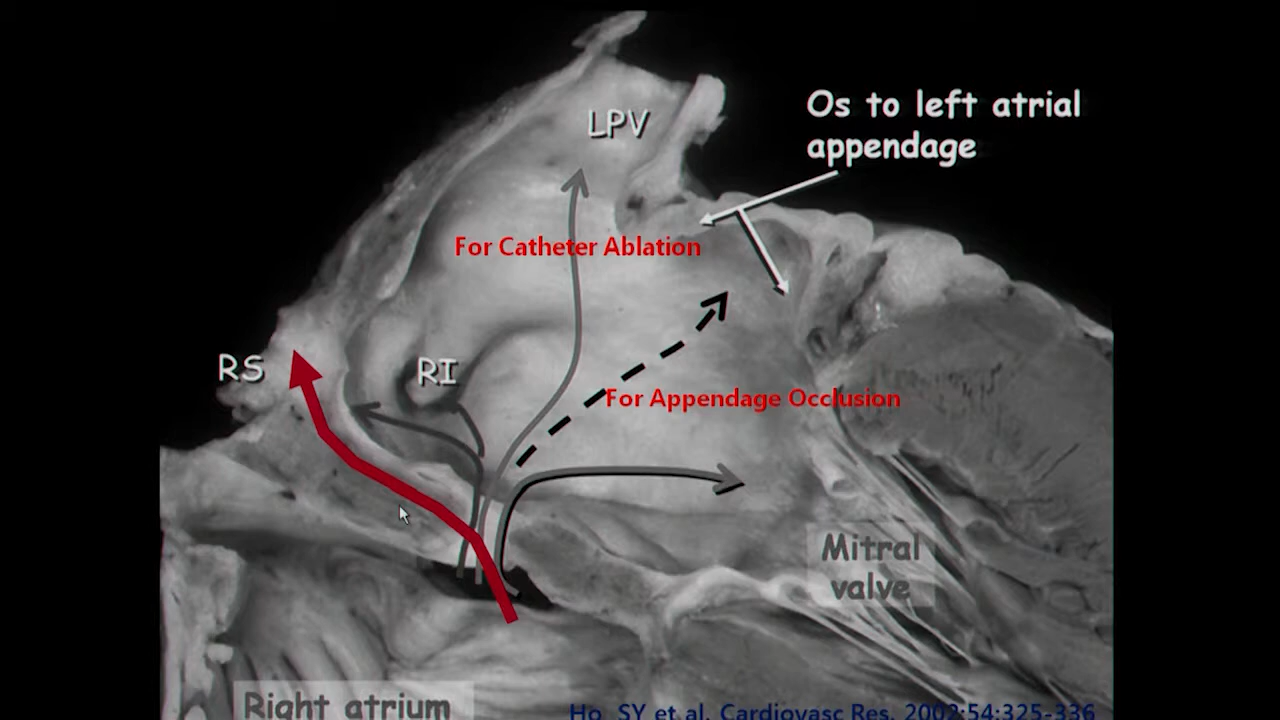 LPV
Os to left atrial
appendage
For Catheter Ablation
RS
RI
For Appendage Occlusion
Mitral
valve
Right atrium
Ho, SY et al. Cardiovasc Res. 2002;54:325-336